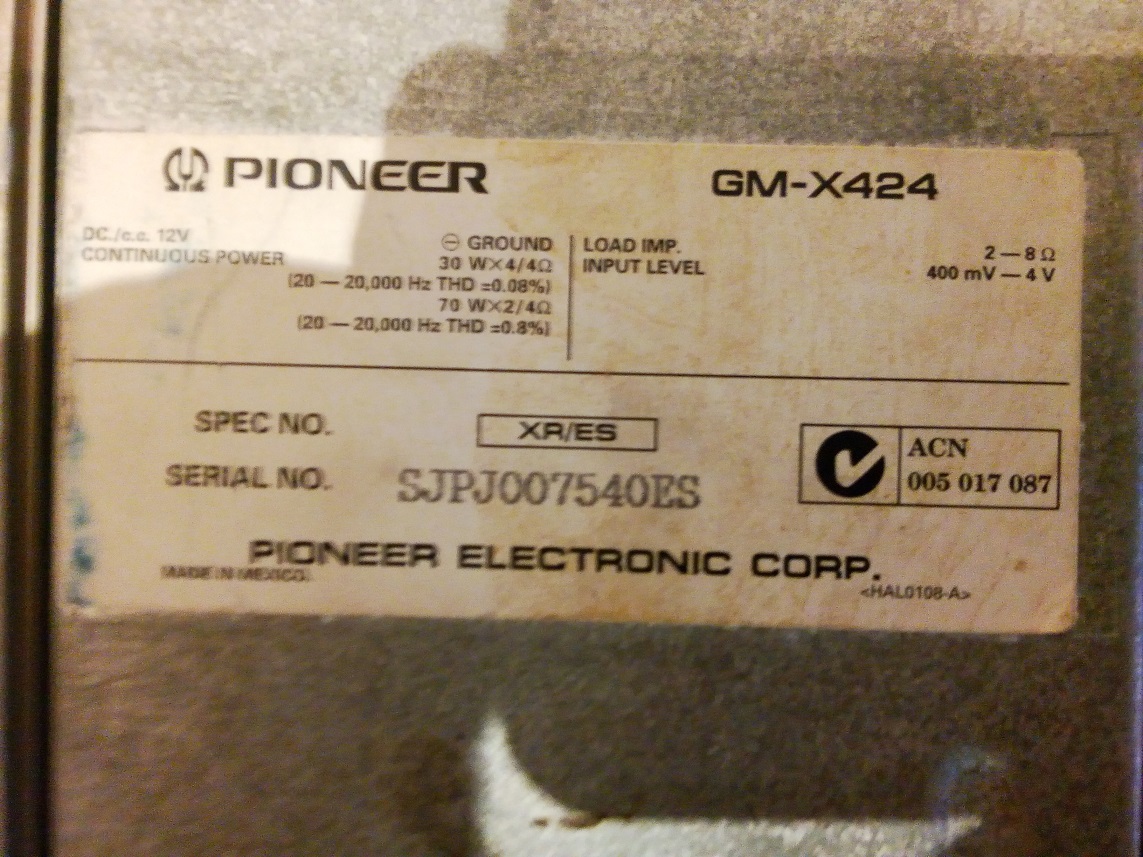 PIONEER GM-X424
DC./c.c. 12V ⊖ GROUND
CONTINUOUS POWER 30 W×4/4Ω
(20 — 20,000 Hz THD =0.08%)
70 W×2/4Ω
(20 — 20,000 Hz THD =0.8%)
LOAD IMP. 2 — 8 Ω
INPUT LEVEL 400 mV — 4 V
SPEC NO. XR/ES
SERIAL NO. SJPJ007540ES
ACN
005 017 087
PIONEER ELECTRONIC CORP.
MADE IN MEXICO.
<HAL0108-A>